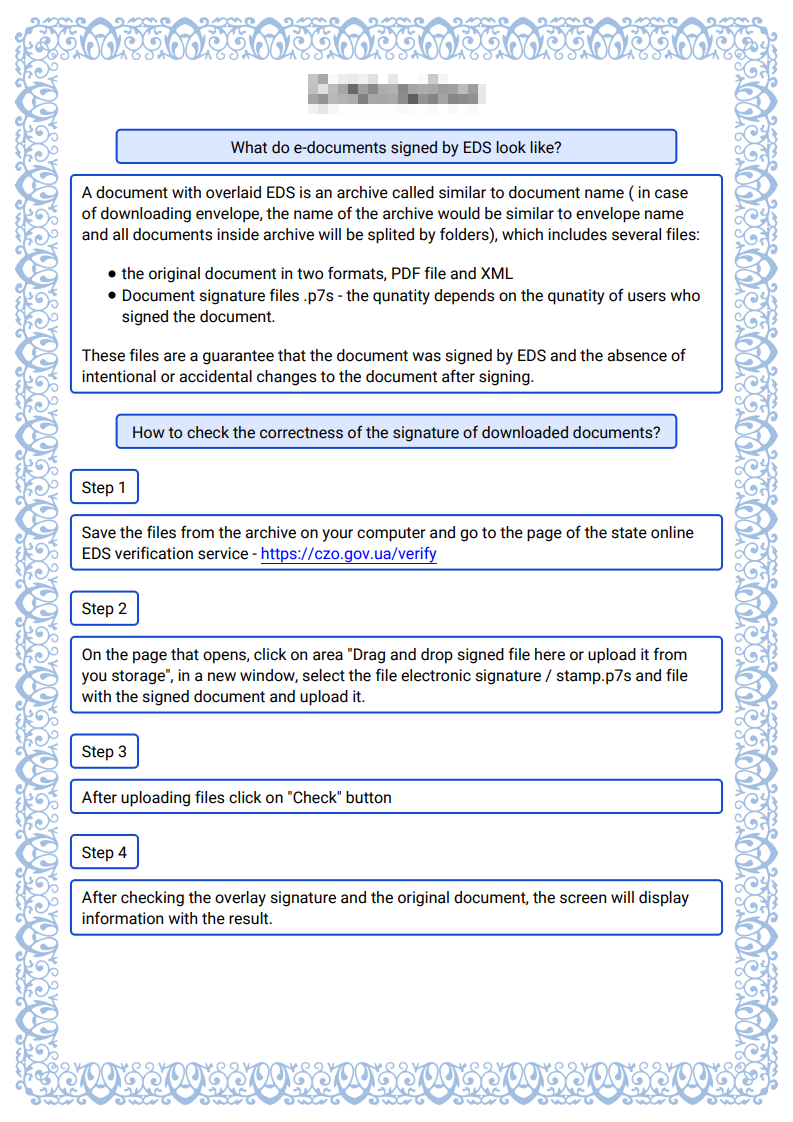 What do e-documents signed by EDS look like?
A document with overlaid EDS is an archive called similar to document name ( in case
of downloading envelope, the name of the archive would be similar to envelope name
and all documents inside archive will be splited by folders), which includes several files:
● the original document in two formats, PDF file and XML
● Document signature files .p7s - the qunatity depends on the qunatity of users who
signed the document.
These files are a guarantee that the document was signed by EDS and the absence of
intentional or accidental changes to the document after signing.
How to check the correctness of the signature of downloaded documents?
Step 1
Save the files from the archive on your computer and go to the page of the state online
EDS verification service - https://czo.gov.ua/verify
Step 2
On the page that opens, click on area "Drag and drop signed file here or upload it from
you storage", in a new window, select the file electronic signature / stamp.p7s and file
with the signed document and upload it.
Step 3
After uploading files click on "Check" button
Step 4
After checking the overlay signature and the original document, the screen will display
information with the result.